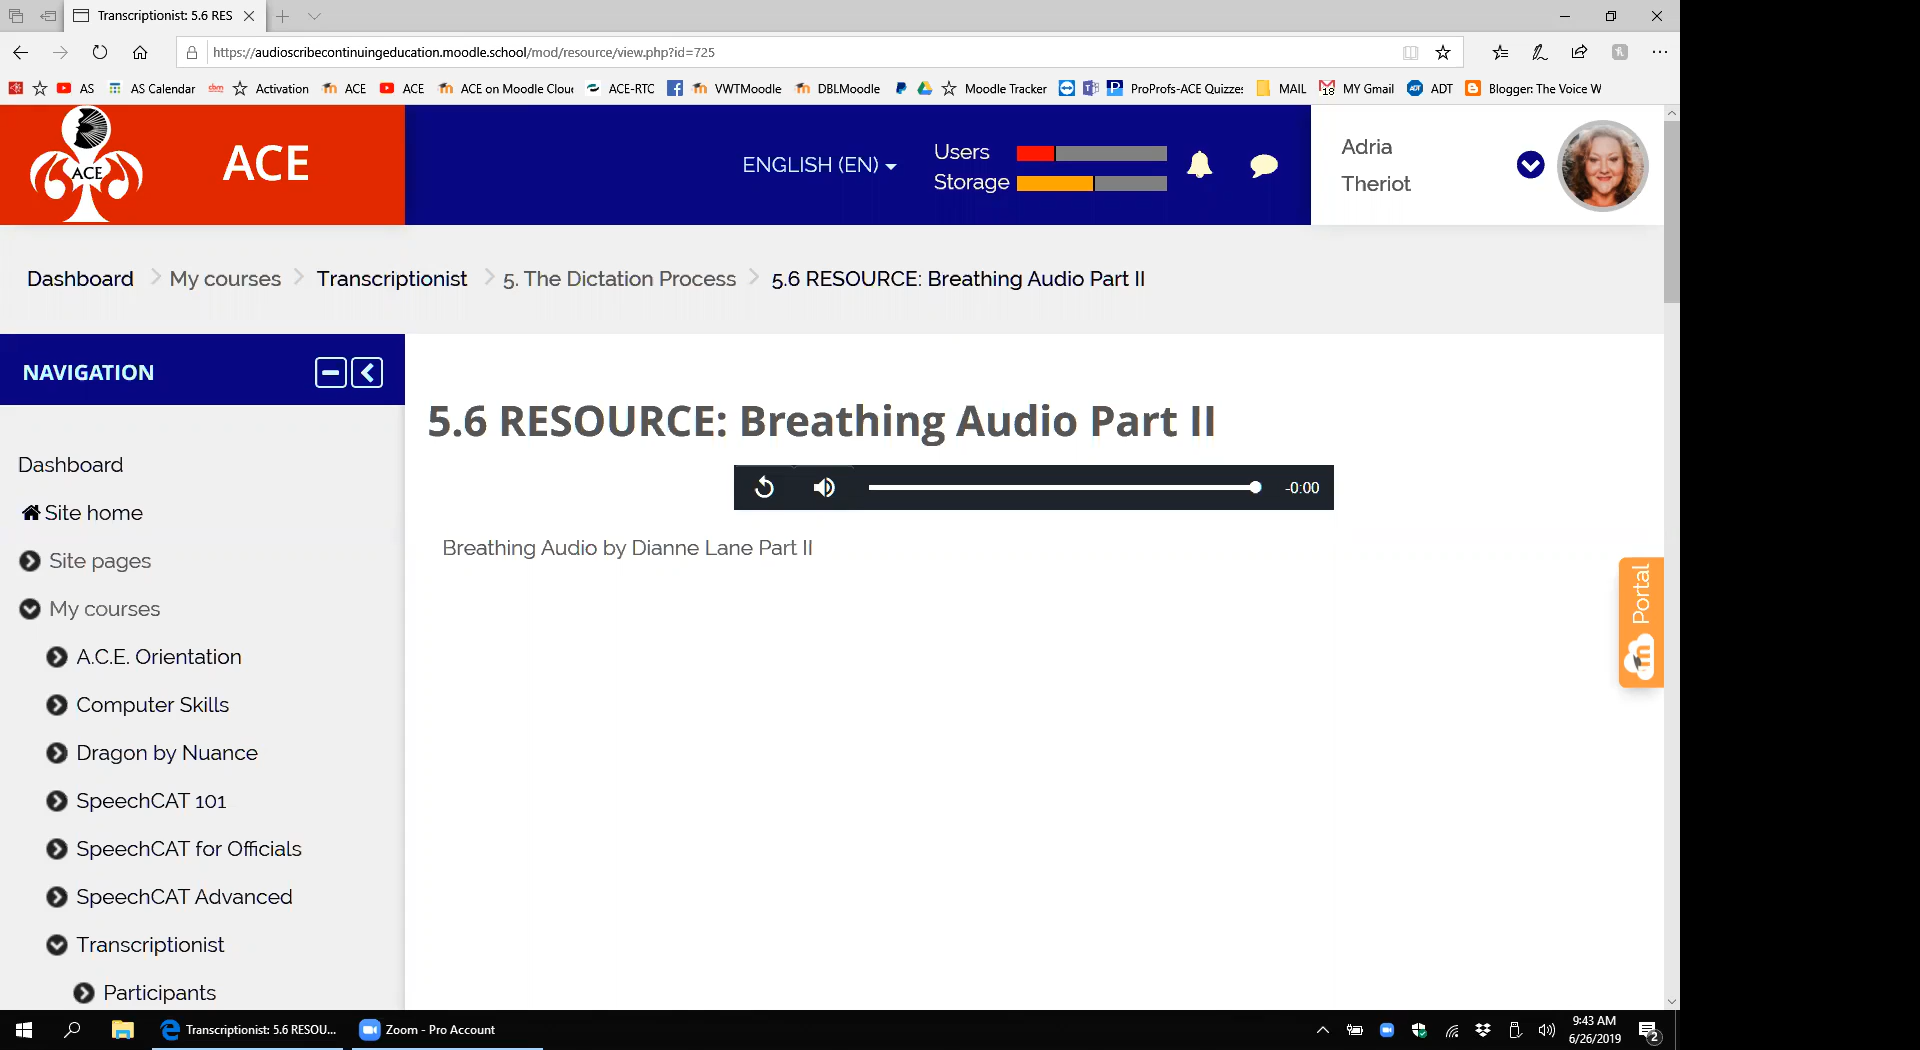 Transcriptionist: 5.6 RES
https://audioscribecontinuingeducation.moodle.school/mod/resource/view.php?id=725
AS AS Calendar cbm Activation ACE ACE ACE on Moodle Clou ACE-RTC VWTMoodle DBLMoodle Moodle Tracker ProProfs-ACE Quizzes MAIL 18 MY Gmail ADT ADT Blogger: The Voice W
ACE
ACE
ENGLISH (EN)
Users
Storage
Adria
Theriot
Dashboard My courses Transcriptionist 5. The Dictation Process 5.6 RESOURCE: Breathing Audio Part II
NAVIGATION
Dashboard
Site home
Site pages
My courses
A.C.E. Orientation
Computer Skills
Dragon by Nuance
SpeechCAT 101
SpeechCAT for Officials
SpeechCAT Advanced
Transcriptionist
Participants
5.6 RESOURCE: Breathing Audio Part II
-0:00
Breathing Audio by Dianne Lane Part II
Portal
Transcriptionist: 5.6 RESOU...
Zoom - Pro Account
9:43 AM
6/26/2019
2